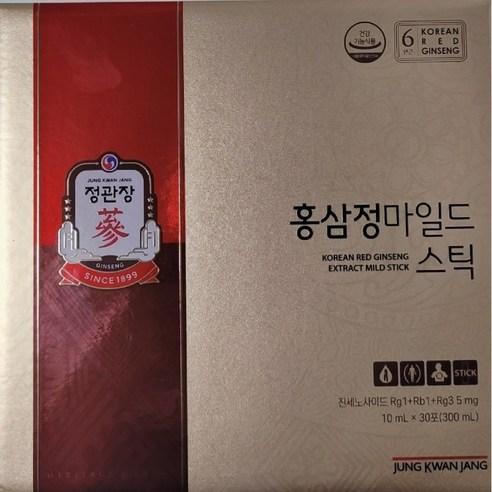 건강
기능식품
6
년근
KOREAN
RED
GINSENG
JUNG KWAN JANG
정관장
蔘
GINSENG
SINCE 1899
홍삼정마일드
KOREAN RED GINSENG
EXTRACT MILD STICK
스틱
STICK
진세노사이드 Rg1+Rb1+Rg3 5 mg
10 mL × 30포(300 mL)
JUNG KWAN JANG